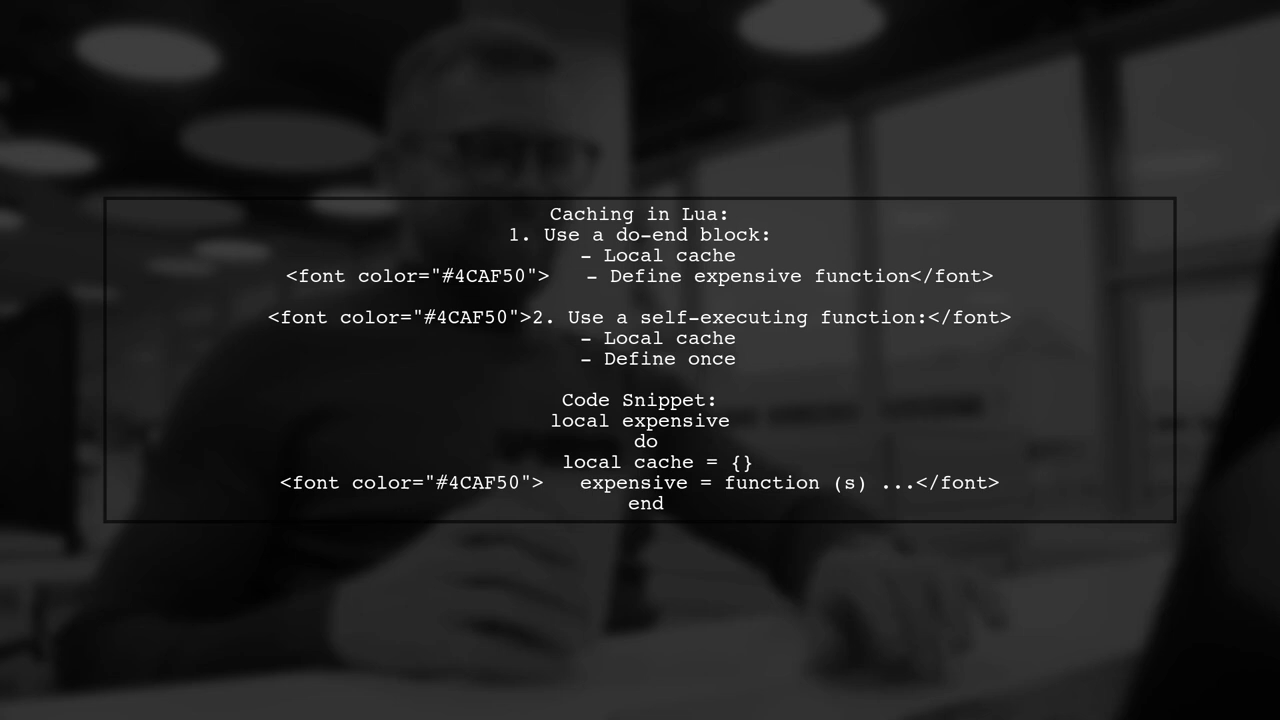 Caching in Lua:
1. Use a do-end block:
- Local cache
<font color="#4CAF50">   - Define expensive function</font>
<font color="#4CAF50">2. Use a self-executing function:</font>
- Local cache
- Define once
Code Snippet:
local expensive
do
local cache = {}
<font color="#4CAF50">   expensive = function (s) ...</font>
end